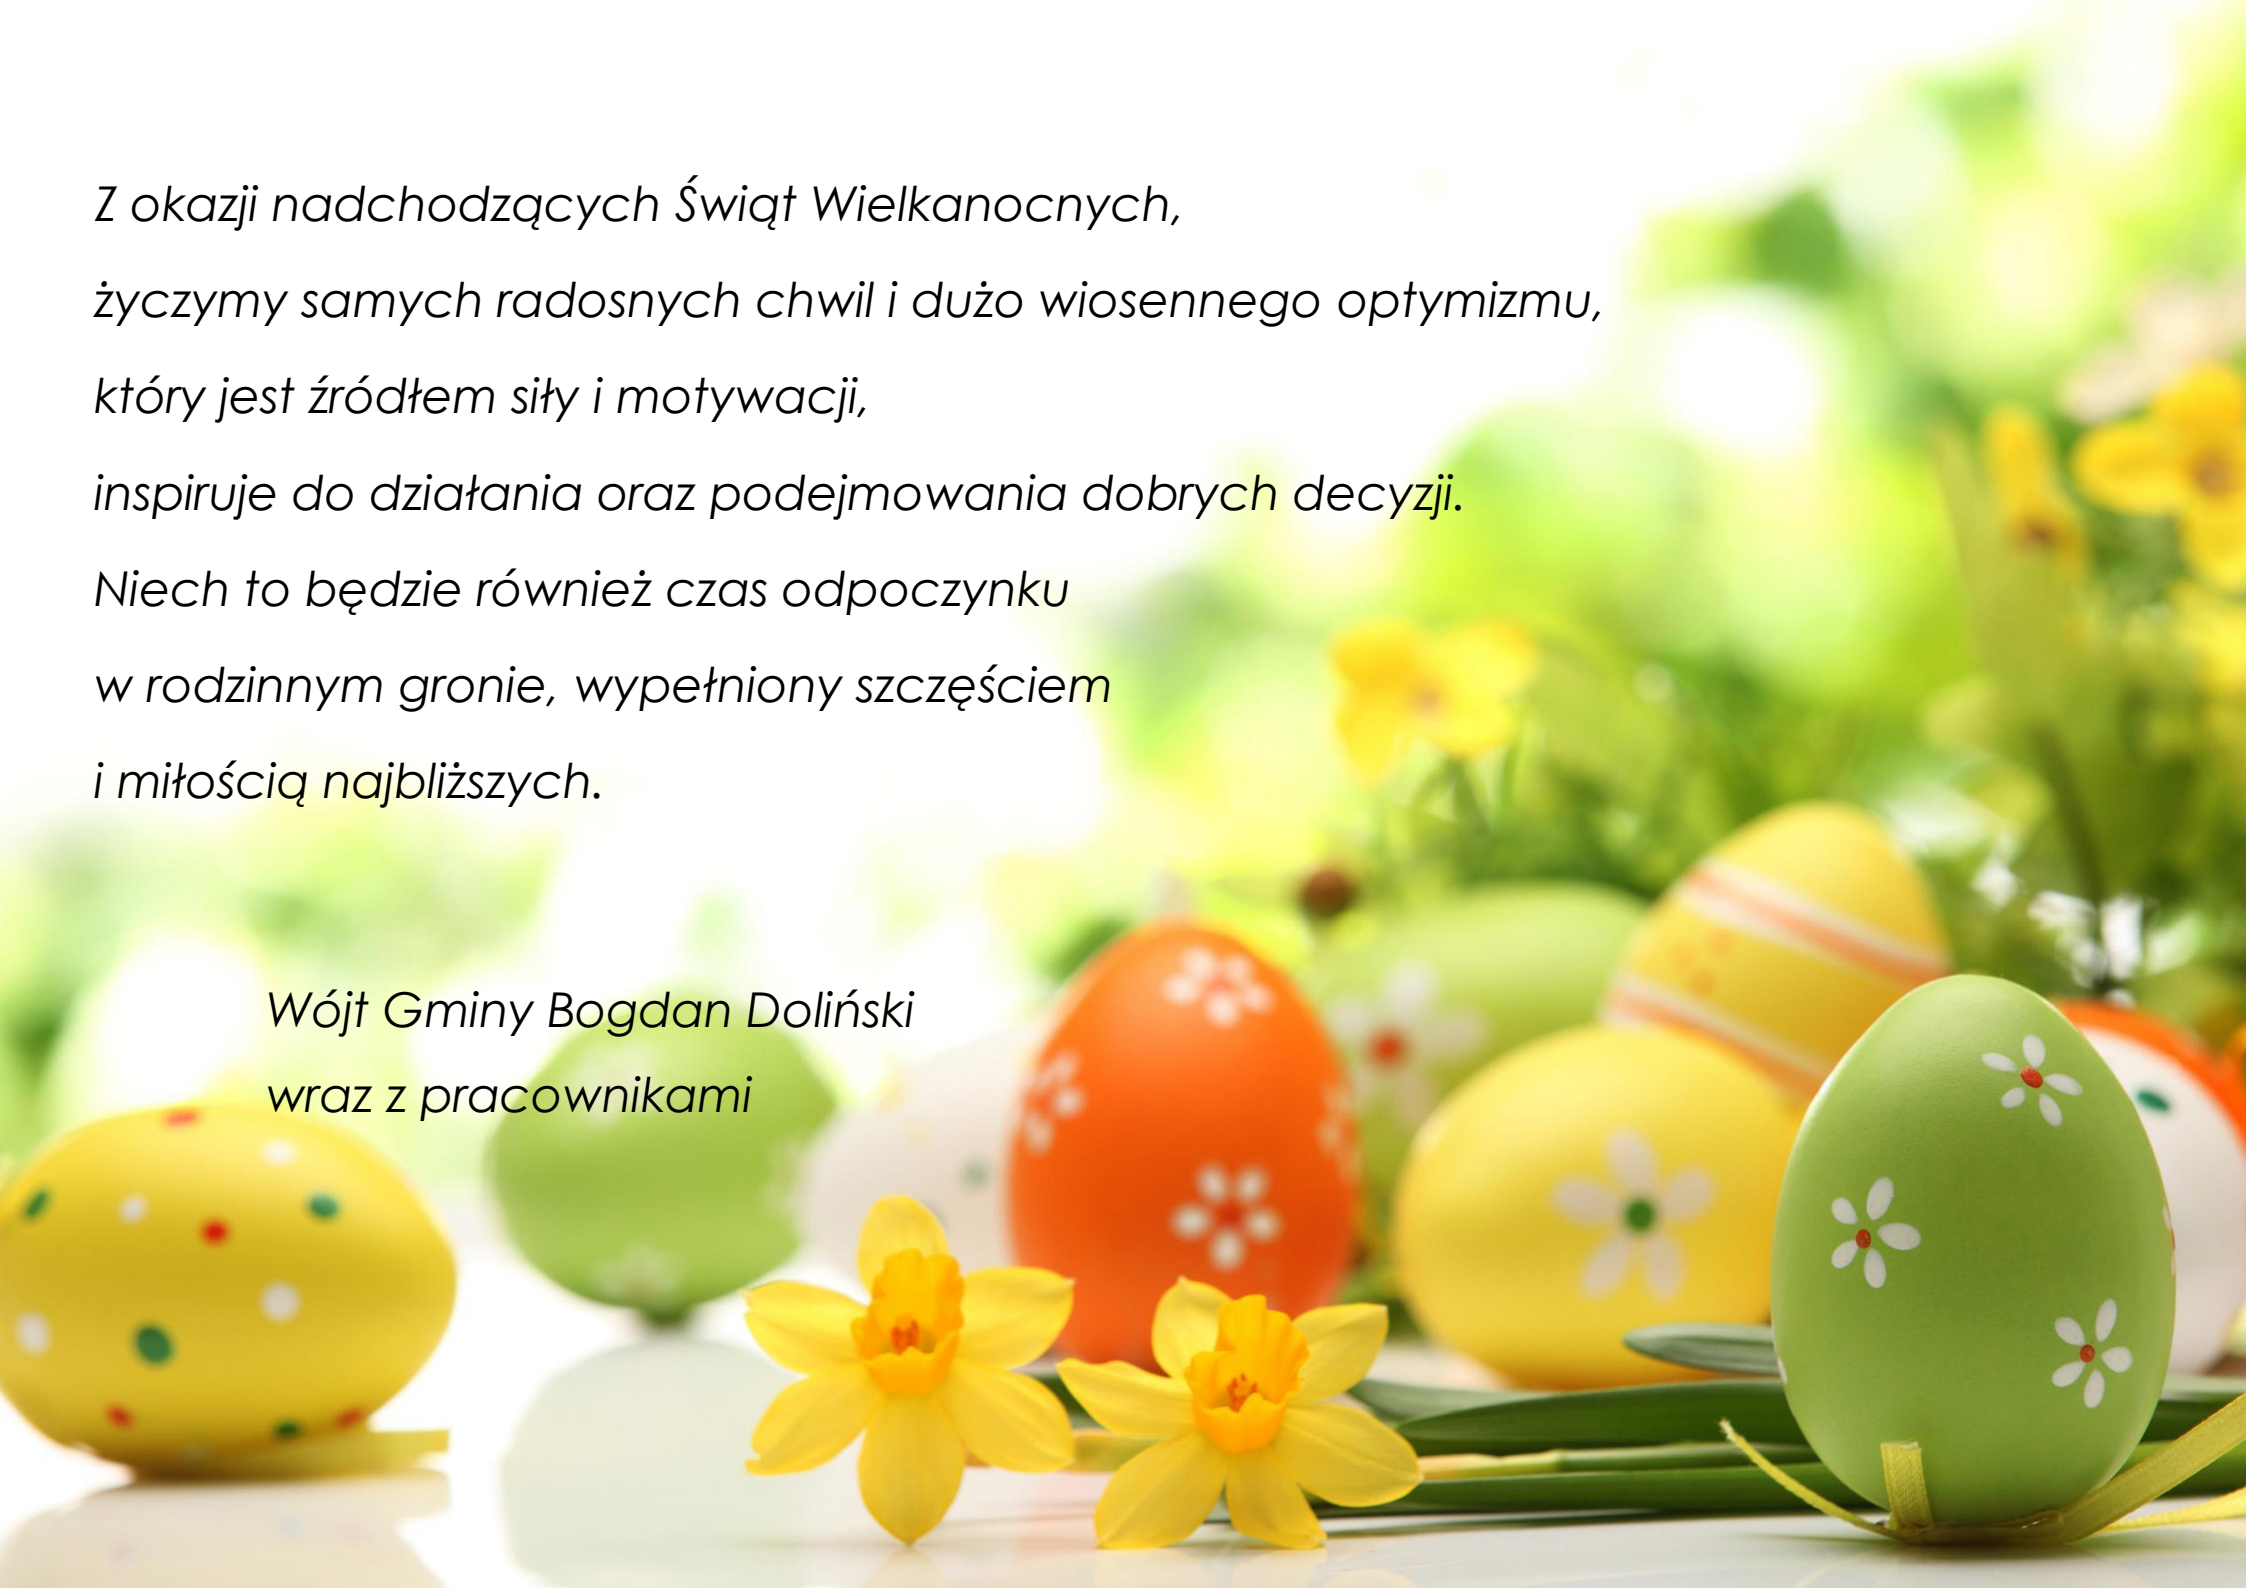 Z okazji nadchodzących Świąt Wielkanocnych,
życzymy samych radosnych chwil i dużo wiosennego optymizmu,
który jest źródłem siły i motywacji,
inspiruje do działania oraz podejmowania dobrych decyzji.
Niech to będzie również czas odpoczynku
w rodzinnym gronie, wypełniony szczęściem
i miłością najbliższych.
Wójt Gminy Bogdan Doliński
wraz z pracownikami